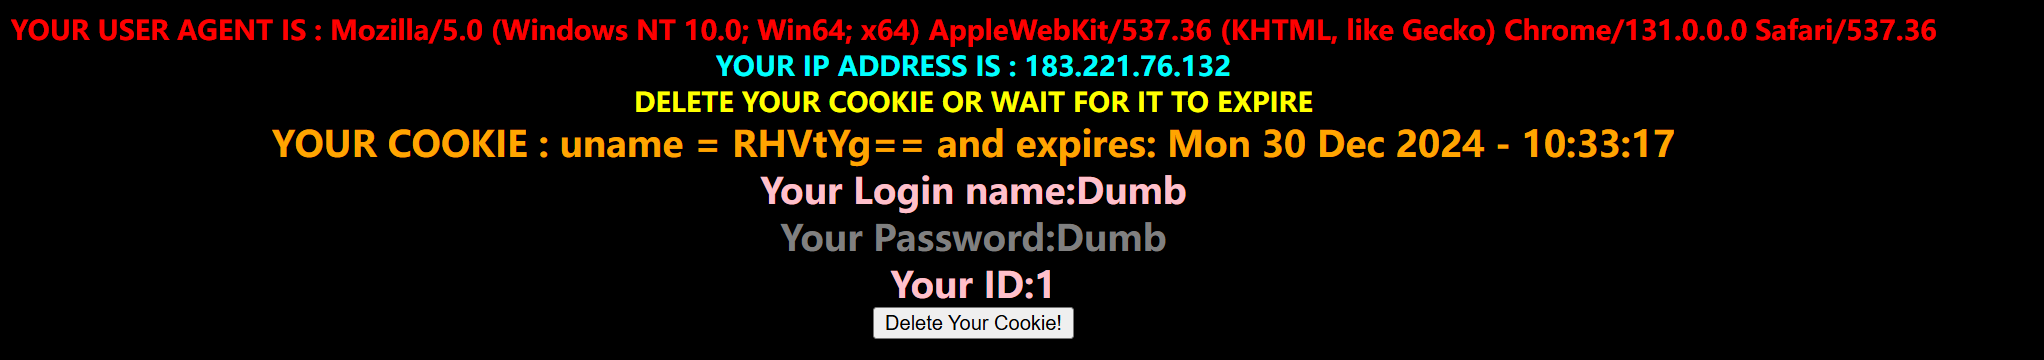 YOUR USER AGENT IS : Mozilla/5.0 (Windows NT 10.0; Win64; x64) AppleWebKit/537.36 (KHTML, like Gecko) Chrome/131.0.0.0 Safari/537.36
YOUR IP ADDRESS IS : 183.221.76.132
DELETE YOUR COOKIE OR WAIT FOR IT TO EXPIRE
YOUR COOKIE : uname = RHVtYg== and expires: Mon 30 Dec 2024 - 10:33:17
Your Login name:Dumb
Your Password:Dumb
Your ID:1
Delete Your Cookie!